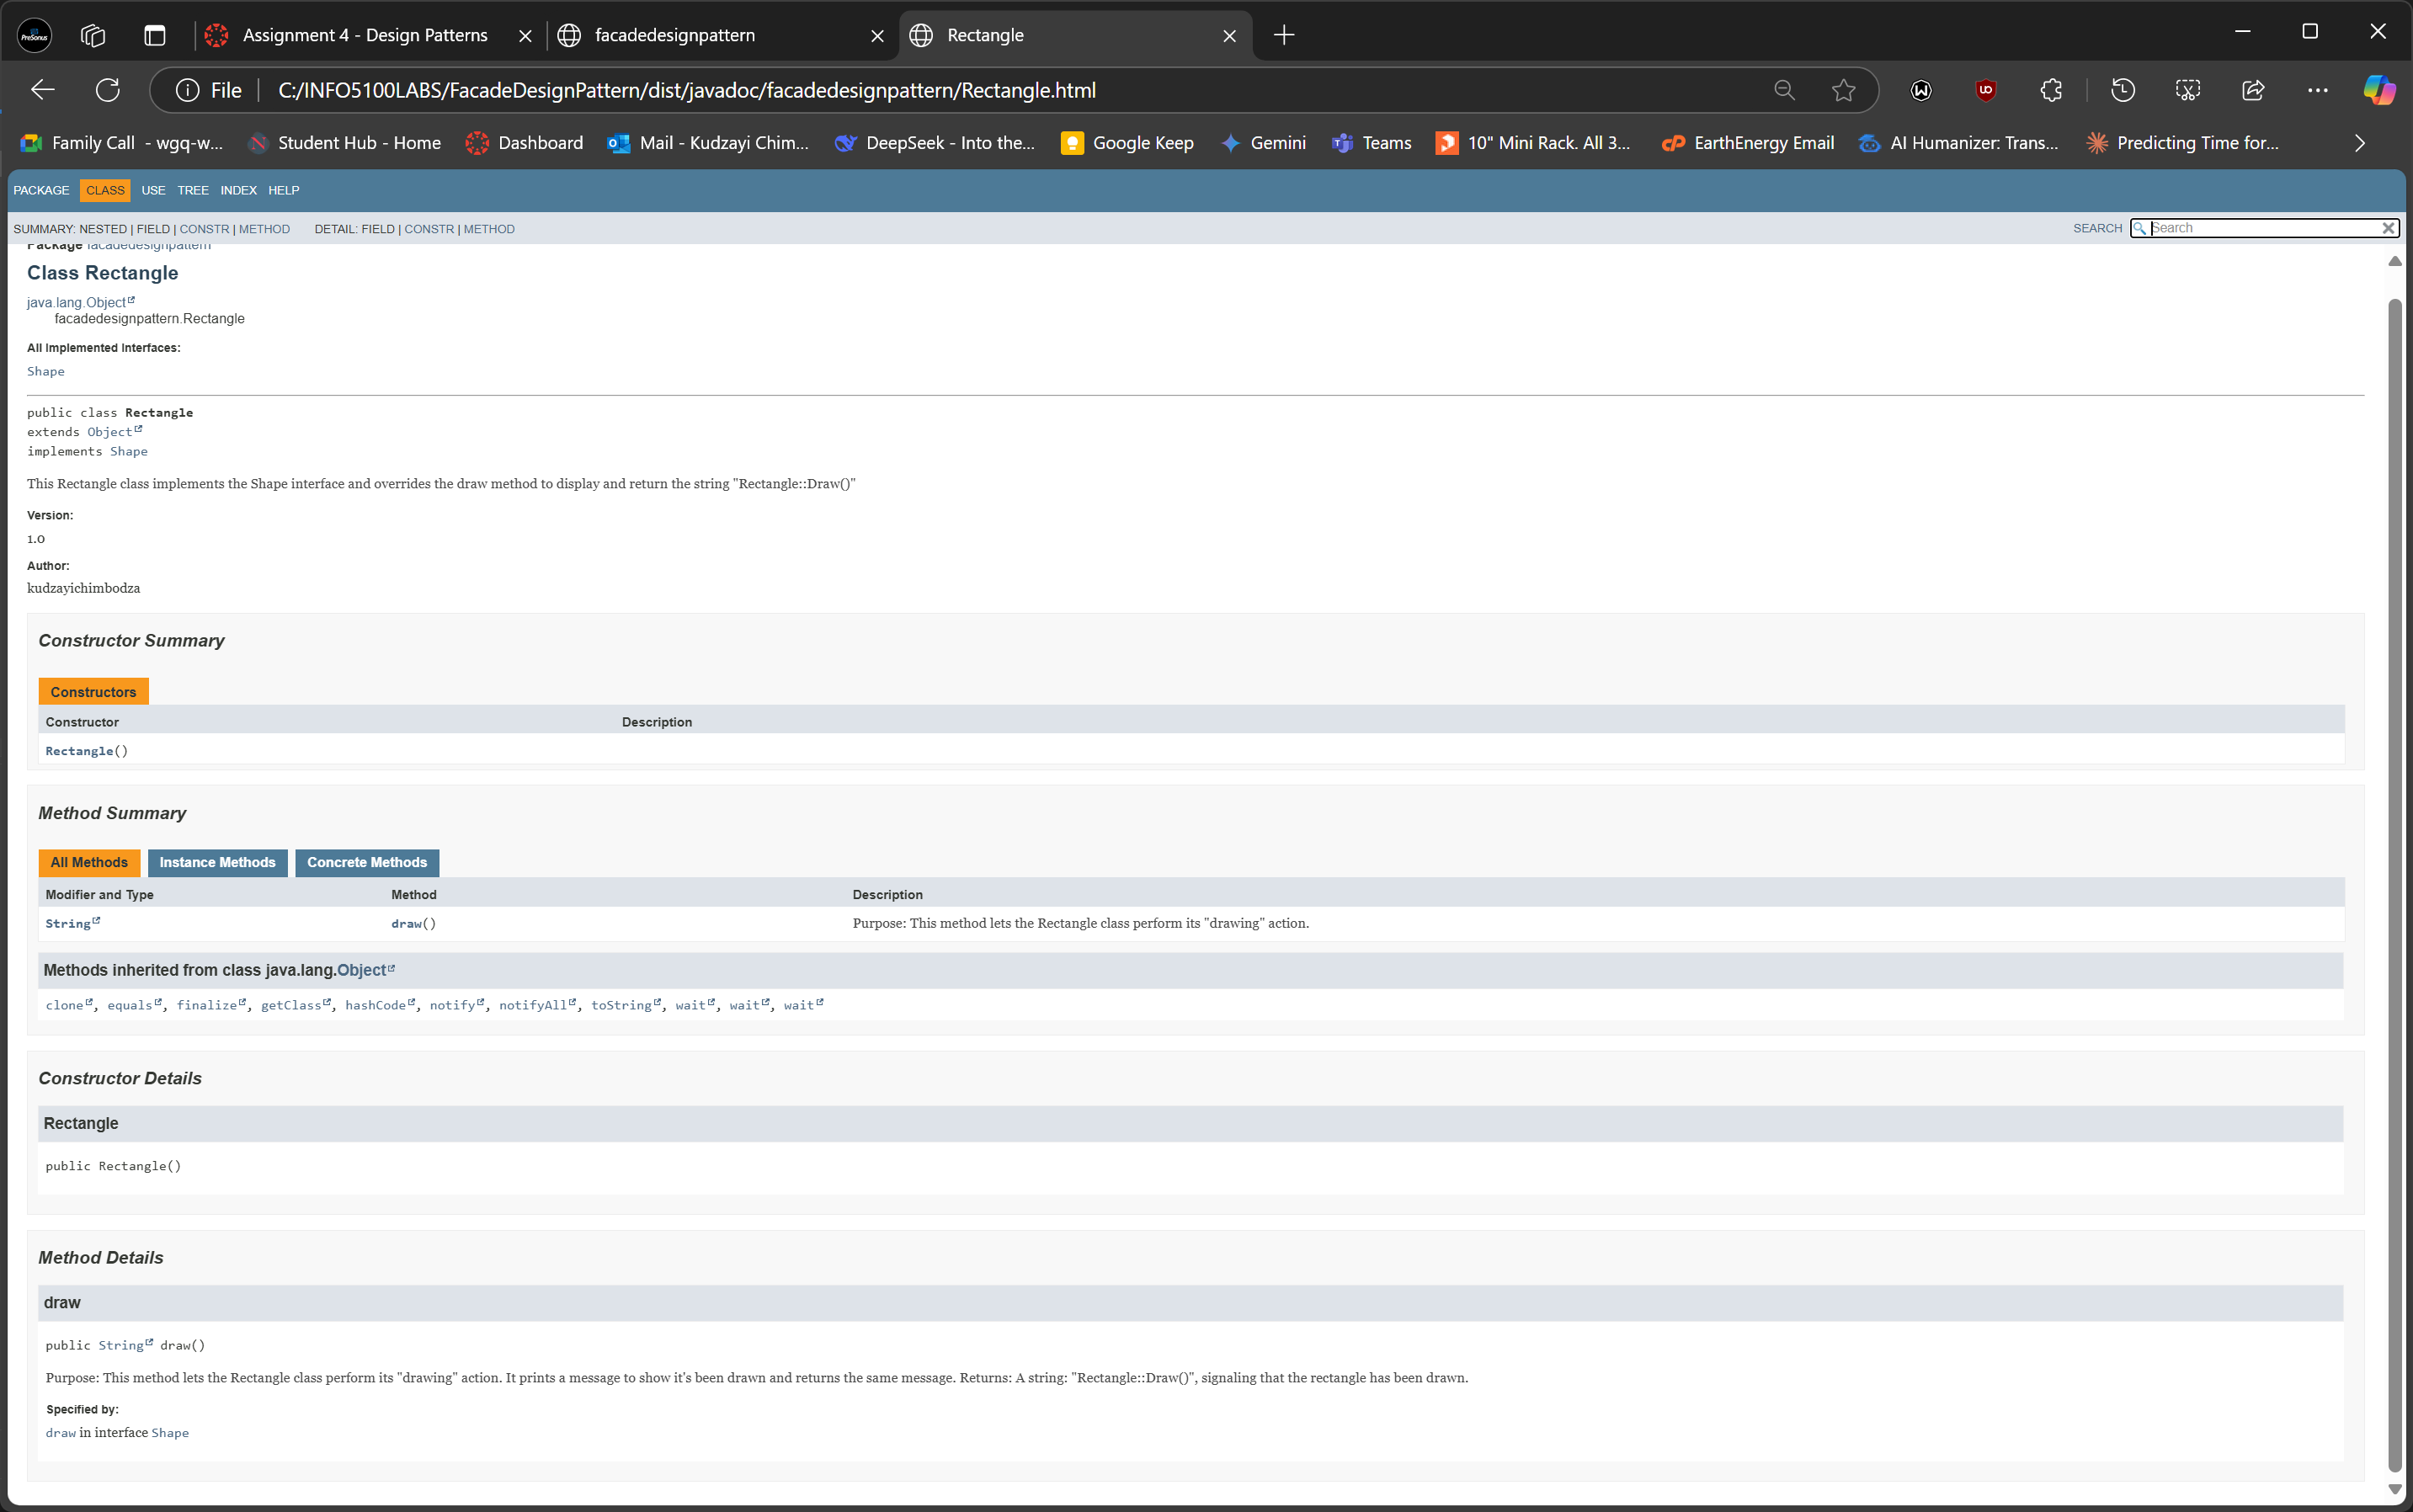 PreSonus
Assignment 4 - Design Patterns
facadedesignpattern
Rectangle
File
C:/INFO5100LABS/FacadeDesignPattern/dist/javadoc/facadedesignpattern/Rectangle.html
Family Call - wgq-w...
Student Hub - Home
Dashboard
Mail - Kudzayi Chim...
DeepSeek - Into the...
Google Keep
Gemini
Teams
10" Mini Rack. All 3...
EarthEnergy Email
AI Humanizer: Trans...
Predicting Time for...
PACKAGE CLASS USE TREE INDEX HELP
SUMMARY: NESTED | FIELD | CONSTR | METHOD DETAIL: FIELD | CONSTR | METHOD
SEARCH Search
Package facadedesignpattern
Class Rectangle
java.lang.Object
facadedesignpattern.Rectangle
All Implemented Interfaces:
Shape
public class Rectangle
extends Object
implements Shape
This Rectangle class implements the Shape interface and overrides the draw method to display and return the string "Rectangle::Draw()"
Version:
1.0
Author:
kudzayichimbodza
Constructor Summary
Constructors
Constructor Description
Rectangle()
Method Summary
All Methods Instance Methods Concrete Methods
Modifier and Type Method Description
String draw() Purpose: This method lets the Rectangle class perform its "drawing" action.
Methods inherited from class java.lang.Object
clone, equals, finalize, getClass, hashCode, notify, notifyAll, toString, wait, wait, wait
Constructor Details
Rectangle
public Rectangle()
Method Details
draw
public String draw()
Purpose: This method lets the Rectangle class perform its "drawing" action. It prints a message to show it's been drawn and returns the same message. Returns: A string: "Rectangle::Draw()", signaling that the rectangle has been drawn.
Specified by:
draw in interface Shape